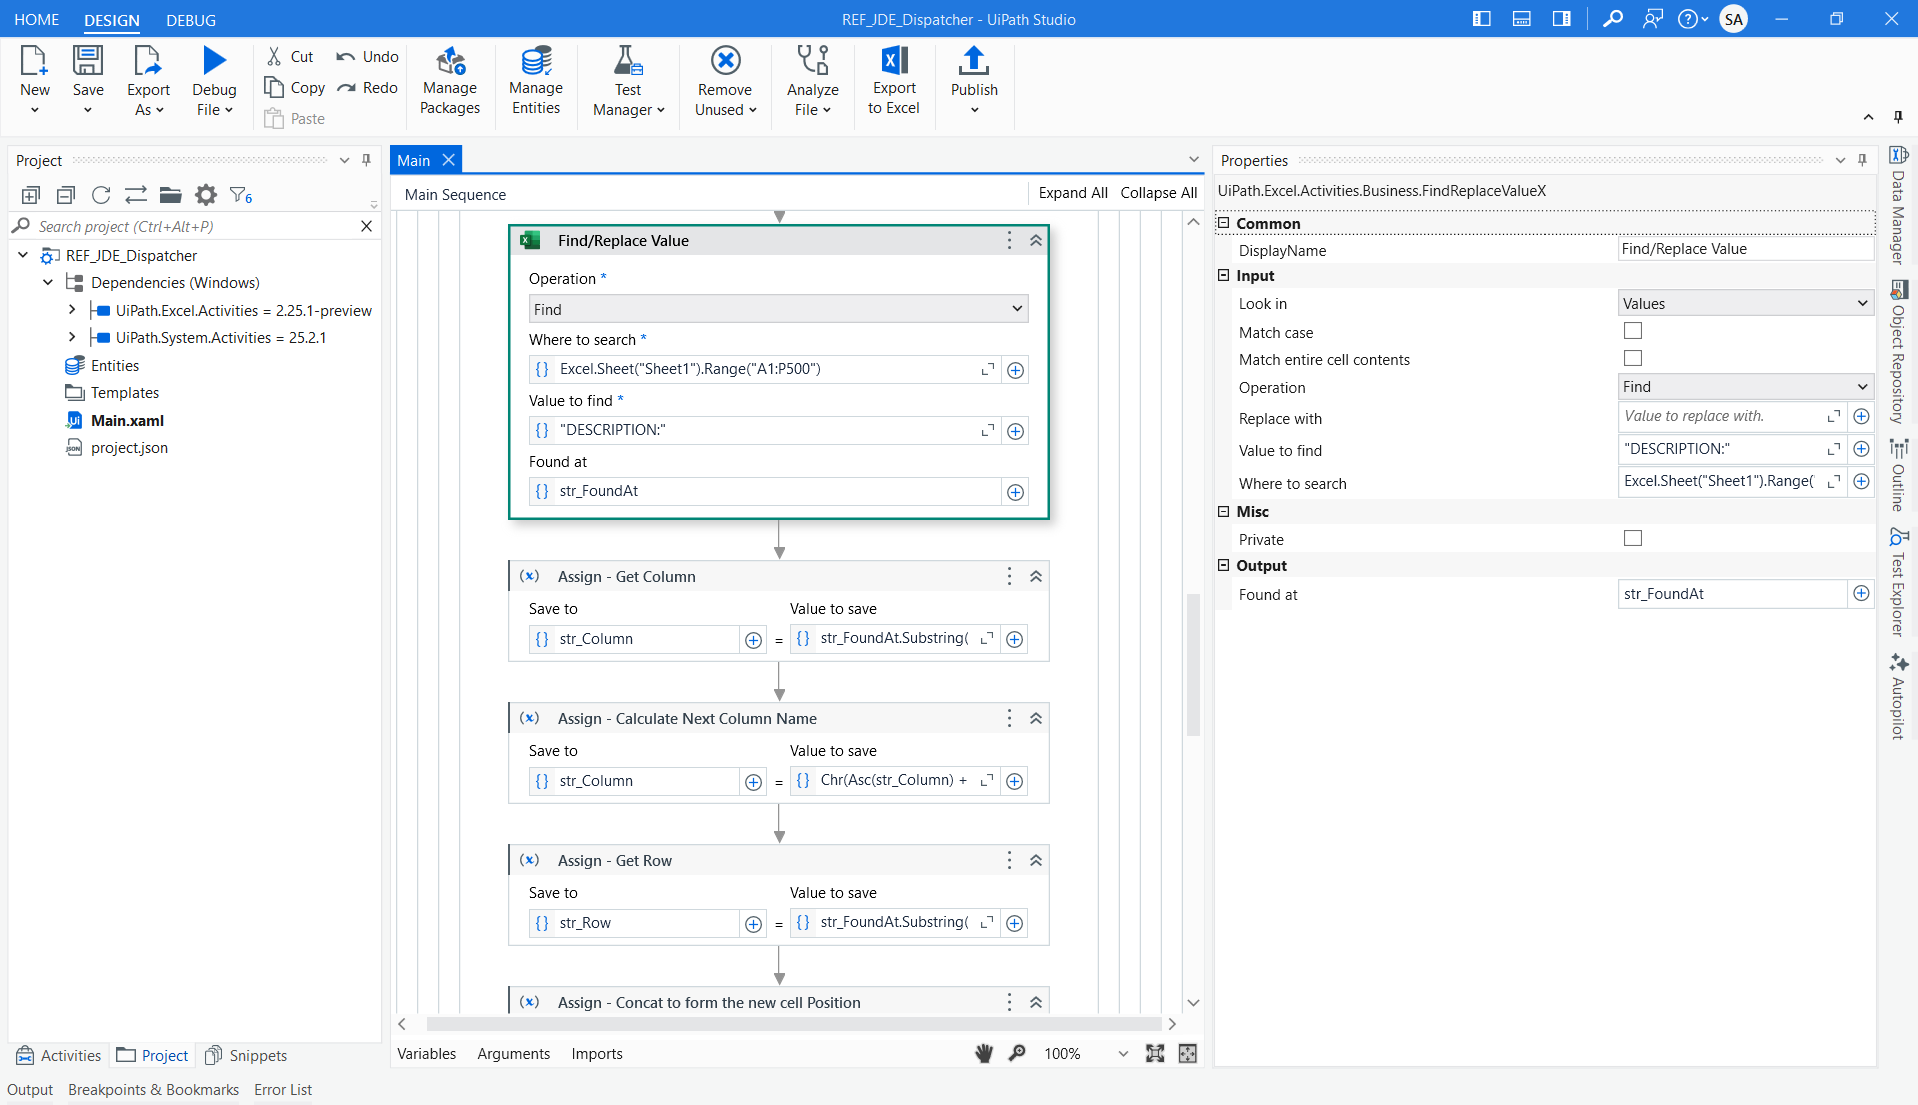 HOME DESIGN DEBUG
REF_JDE_Dispatcher - UiPath Studio
SA
New
Save
Export As
Debug File
Cut
Copy
Paste
Undo
Redo
Manage Packages
Manage Entities
Test Manager
Remove Unused
Analyze File
Export to Excel
Publish
Project
6
Search project (Ctrl+Alt+P)
REF_JDE_Dispatcher
Dependencies (Windows)
UiPath.Excel.Activities = 2.25.1-preview
UiPath.System.Activities = 25.2.1
Entities
Templates
Main.xaml
project.json
Activities Project Snippets
Output Breakpoints & Bookmarks Error List
Main
Main Sequence
Expand All Collapse All
Find/Replace Value
Operation *
Find
Where to search *
{} Excel.Sheet("Sheet1").Range("A1:P500")
Value to find *
{} "DESCRIPTION:"
Found at
{} str_FoundAt
(x) Assign - Get Column
Save to Value to save
{} str_Column = {} str_FoundAt.Substring(
(x) Assign - Calculate Next Column Name
Save to Value to save
{} str_Column = {} Chr(Asc(str_Column) +
(x) Assign - Get Row
Save to Value to save
{} str_Row = {} str_FoundAt.Substring(
(x) Assign - Concat to form the new cell Position
Variables Arguments Imports
100%
Properties
UiPath.Excel.Activities.Business.FindReplaceValueX
Common
DisplayName Find/Replace Value
Input
Look in Values
Match case
Match entire cell contents
Operation Find
Replace with Value to replace with.
Value to find "DESCRIPTION:"
Where to search Excel.Sheet("Sheet1").Range('
Misc
Private
Output
Found at str_FoundAt
Data Manager
Object Repository
Outline
Test Explorer
Autopilot